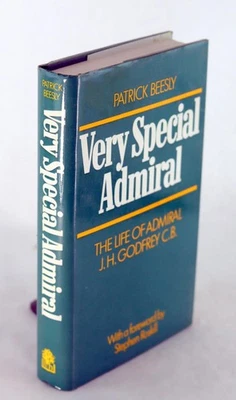 PATRICK BEESLY
Very Special Admiral
PATRICK BEESLY
Very Special
Admiral
THE LIFE OF ADMIRAL
J.H. GODFREY C.B.
With a foreword by
Stephen Roskill